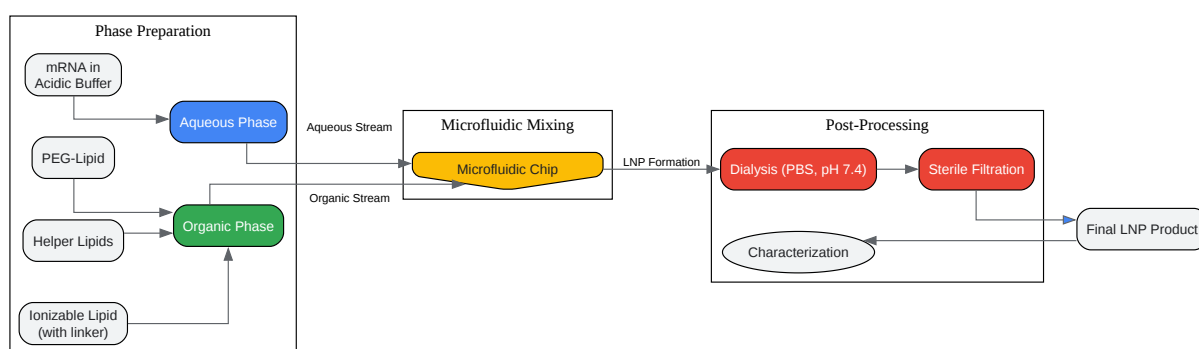 Phase Preparation
mRNA in
Acidic Buffer
Aqueous Phase
PEG-Lipid
Organic Phase
Helper Lipids
Ionizable Lipid
(with linker)
Aqueous Stream
Organic Stream
Microfluidic Mixing
Microfluidic Chip
LNP Formation
Post-Processing
Dialysis (PBS, pH 7.4)
Sterile Filtration
Characterization
Final LNP Product